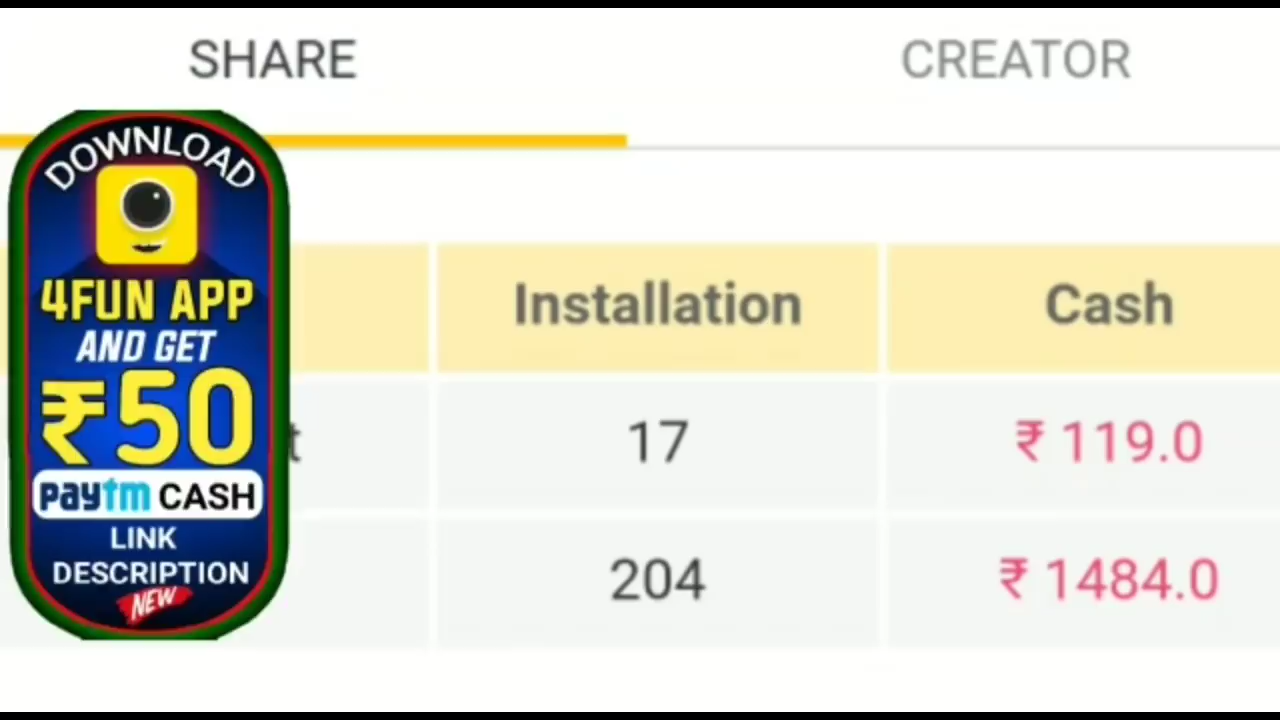 SHARE
CREATOR
DOWNLOAD
4FUN APP
AND GET
₹50
paytm CASH
LINK
DESCRIPTION
NEW
Installation
Cash
t
17
₹ 119.0
204
₹ 1484.0